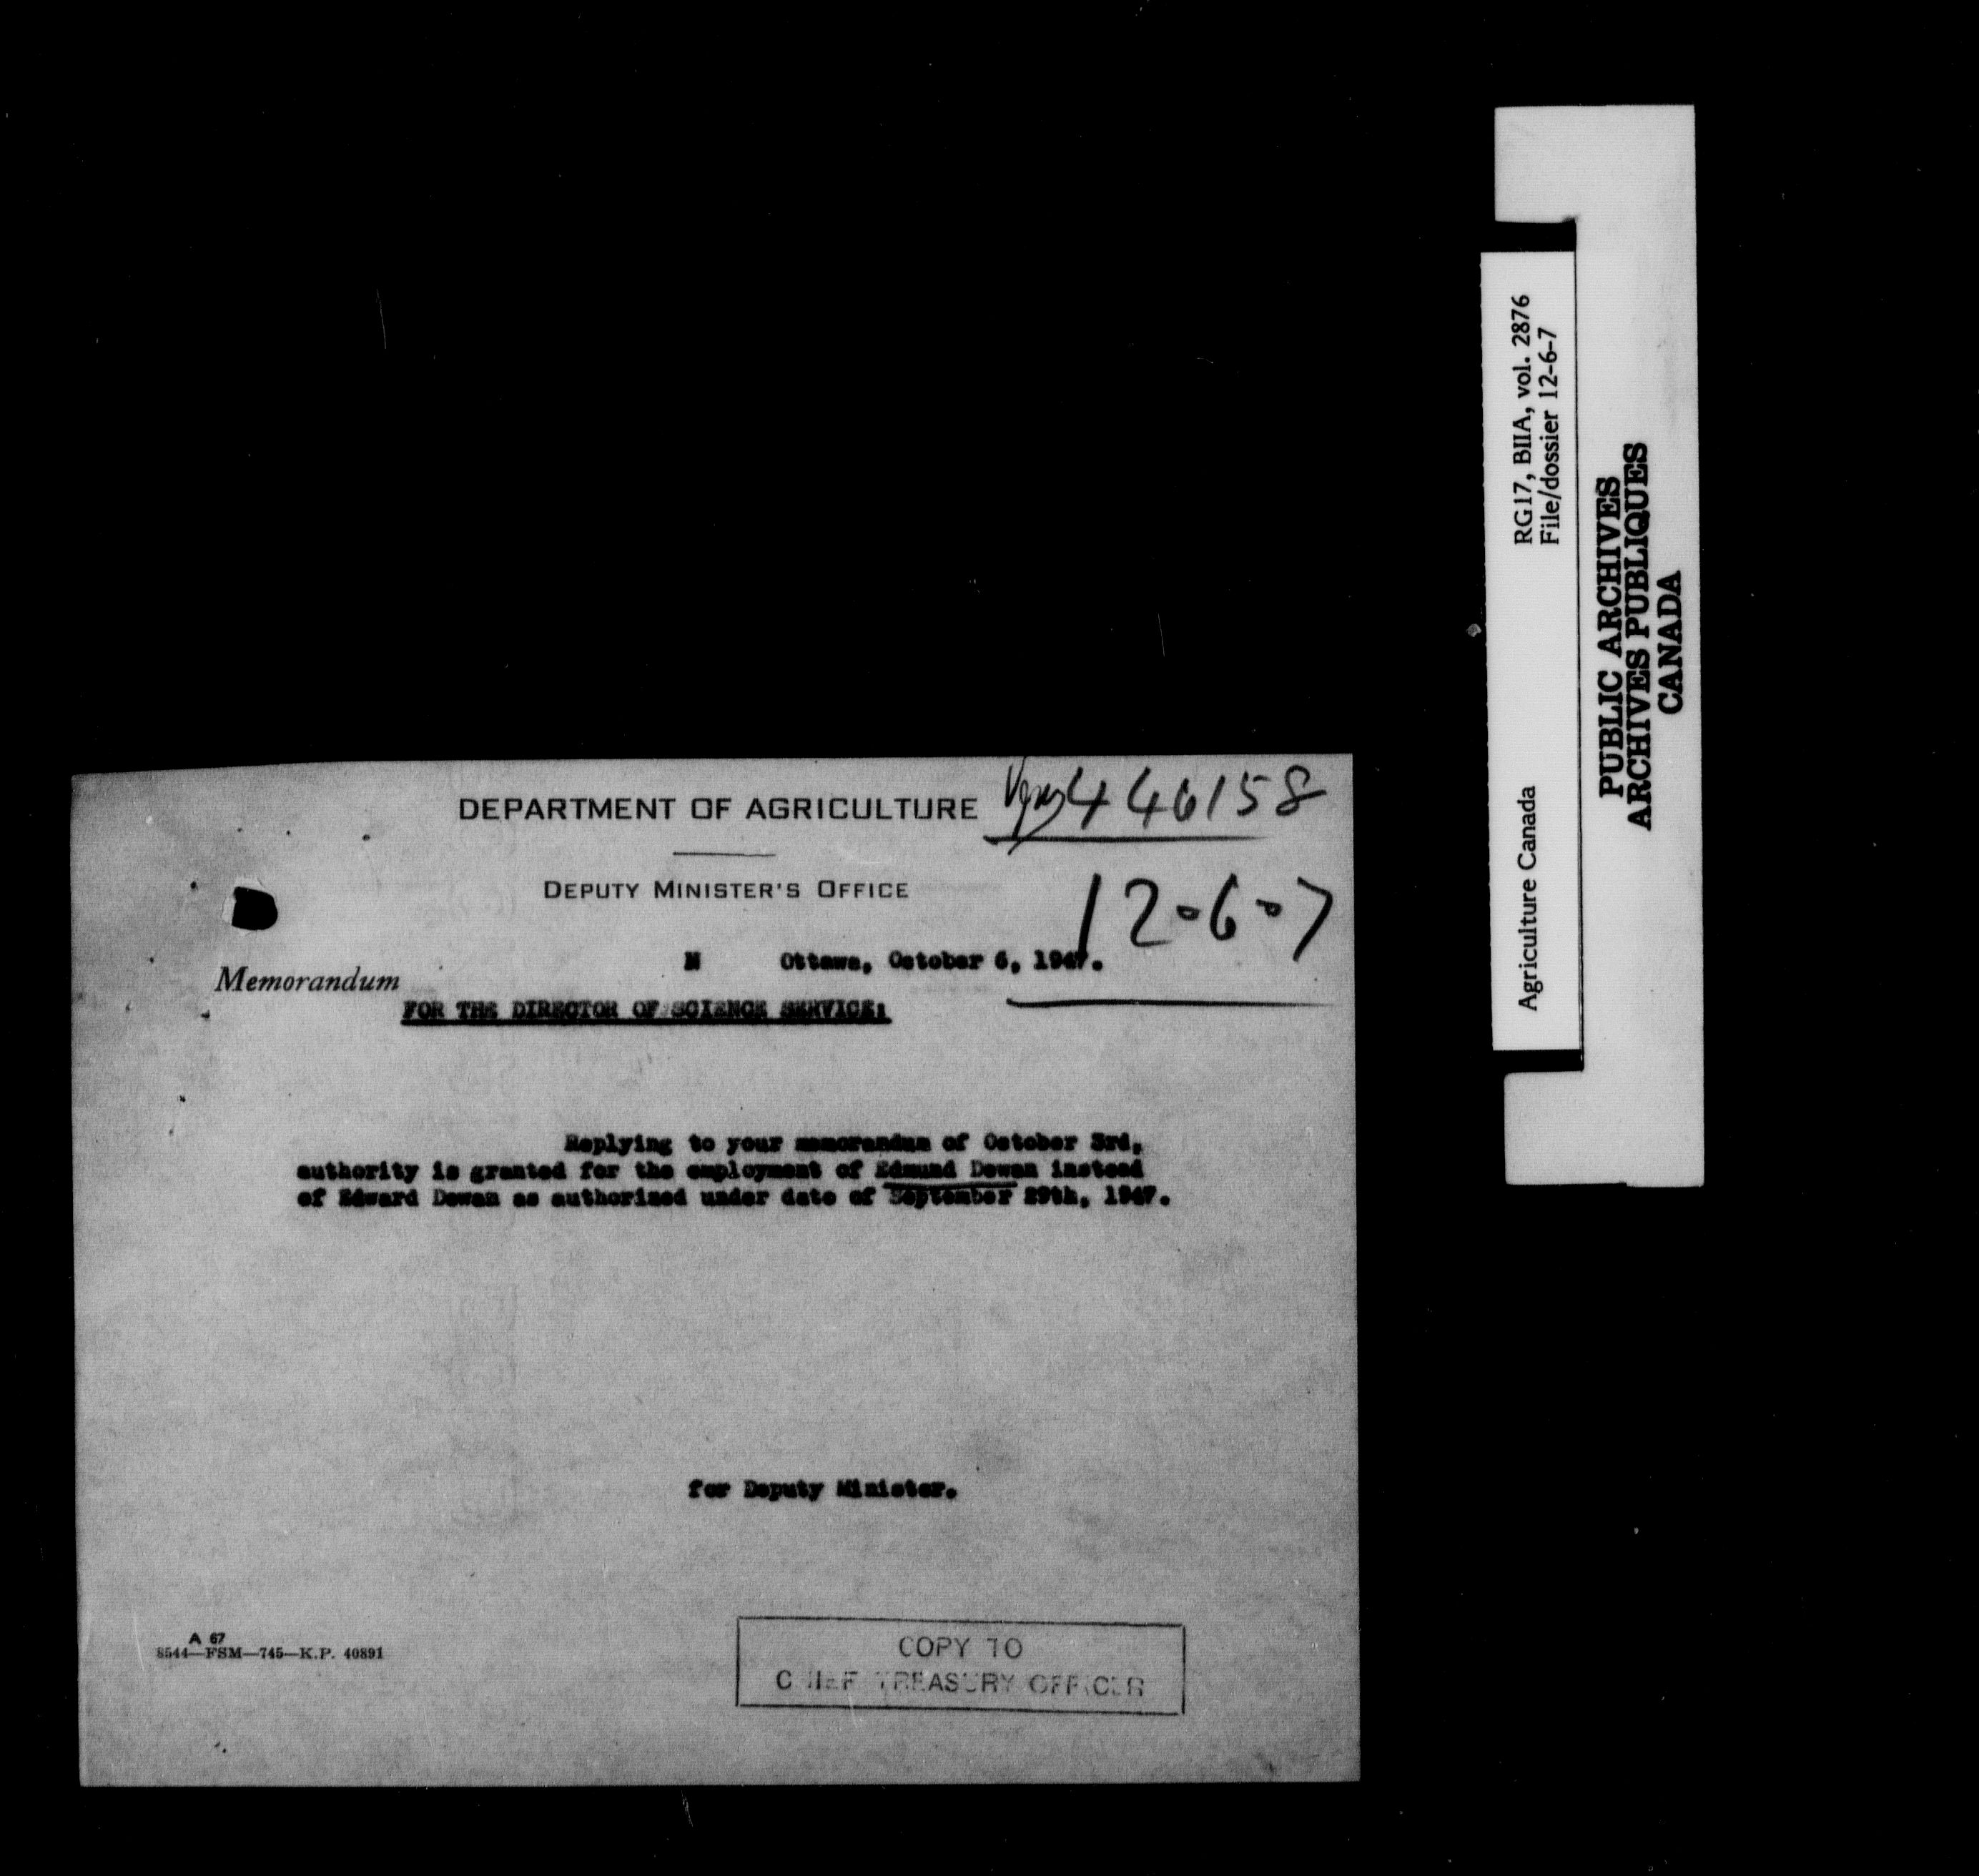 DEPARTMENT OF AGRICULTURE
446158
DEPUTY MINISTER'S OFFICE
12-6-7
M Ottawa, October 6, 1947.
Memorandum
FOR THE DIRECTOR OF SCIENCE SERVICE:
Replying to your memorandum of October 3rd,
authority is granted for the employment of Edmund Dewan instead
of Edward Dewan as authorized under date of September 29th, 1947.
for Deputy Minister.
A 67
8544—FSM—745—K.P. 40891
COPY TO
CHIEF TREASURY OFFICER
Agriculture Canada
RG17, BIIA, vol. 2876
File/dossier 12-6-7
PUBLIC ARCHIVES
ARCHIVES PUBLIQUES
CANADA